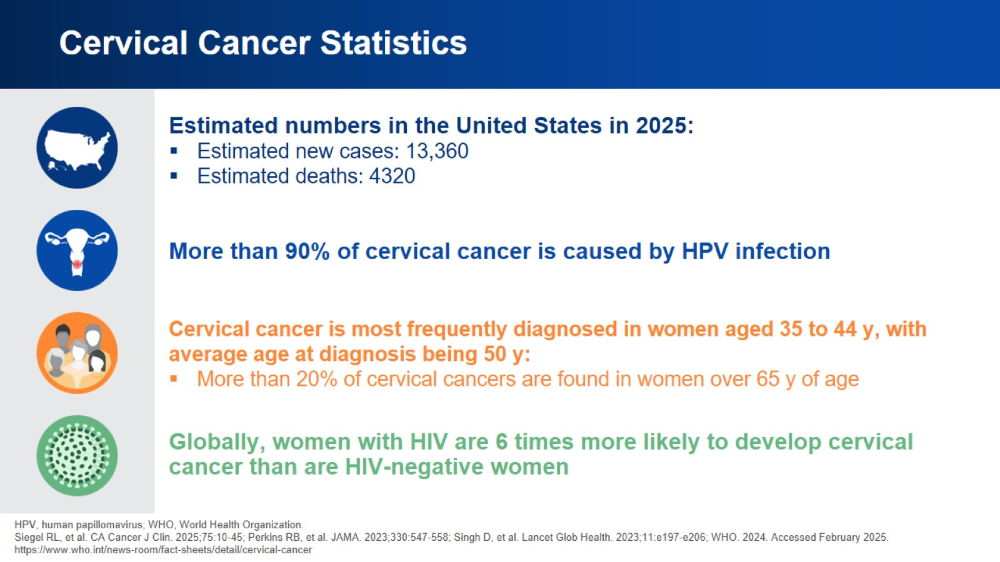 Cervical Cancer Statistics
Estimated numbers in the United States in 2025:
▪ Estimated new cases: 13,360
▪ Estimated deaths: 4320
More than 90% of cervical cancer is caused by HPV infection
Cervical cancer is most frequently diagnosed in women aged 35 to 44 y, with
average age at diagnosis being 50 y:
▪ More than 20% of cervical cancers are found in women over 65 y of age
Globally, women with HIV are 6 times more likely to develop cervical
cancer than are HIV-negative women
HPV, human papillomavirus; WHO, World Health Organization.
Siegel RL, et al. CA Cancer J Clin. 2025;75:10-45; Perkins RB, et al. JAMA. 2023;330:547-558; Singh D, et al. Lancet Glob Health. 2023;11:e197-e206; WHO. 2024. Accessed February 2025.
https://www.who.int/news-room/fact-sheets/detail/cervical-cancer